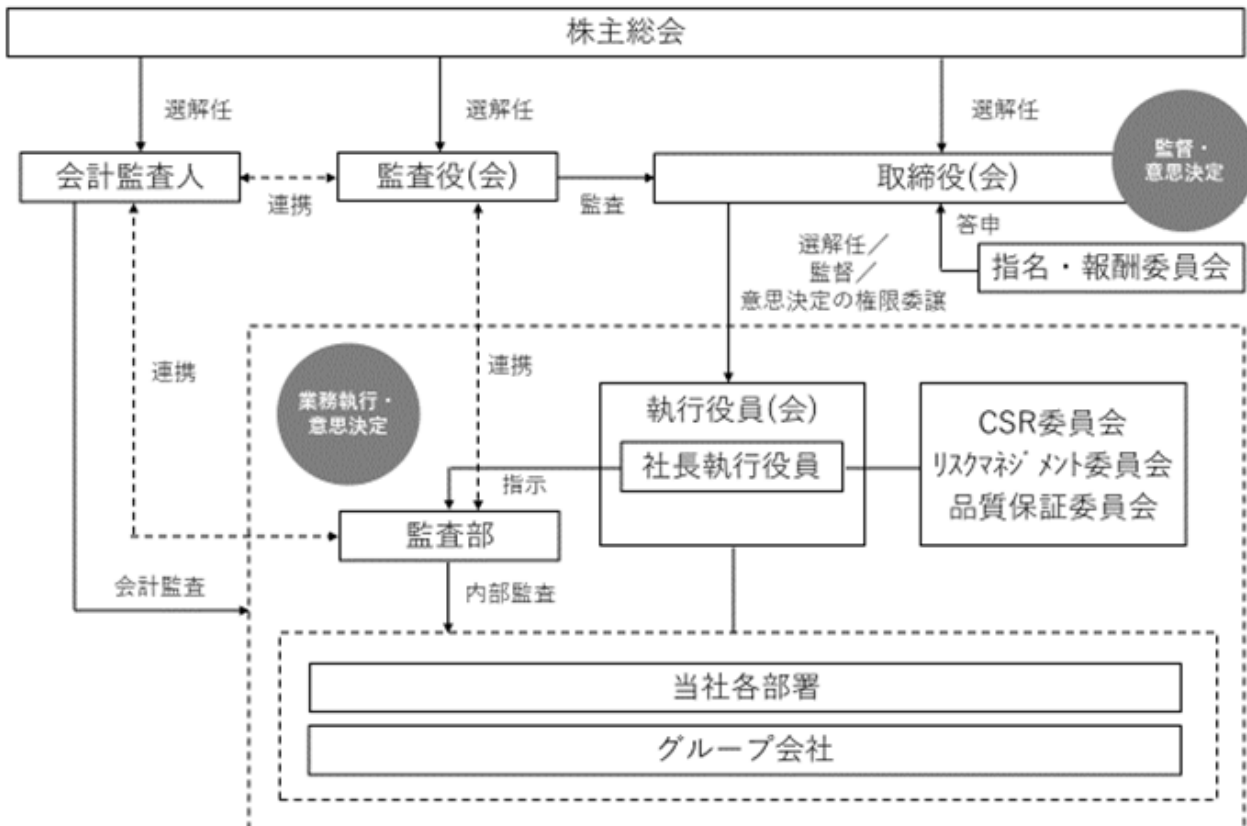 株主総会
選解任
選解任
選解任
会計監査人
連携
監査役(会)
監査
取締役(会)
監督・
意思決定
答申
指名・報酬委員会
選解任／
監督／
意思決定の権限委譲
連携
連携
業務執行・
意思決定
執行役員(会)
社長執行役員
CSR委員会
ﾘｽｸﾏﾈｼﾞﾒﾝﾄ委員会
品質保証委員会
指示
監査部
会計監査
内部監査
当社各部署
グループ会社